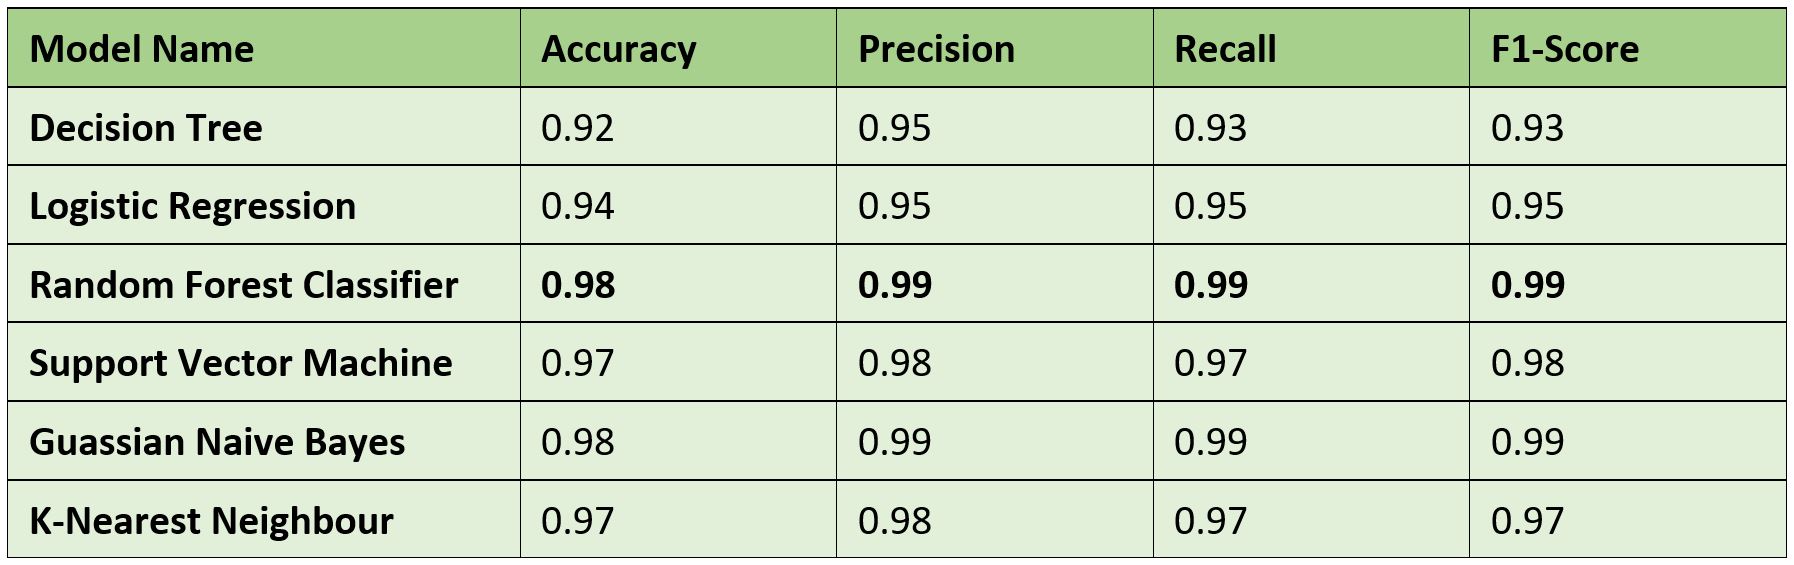 Model Name Accuracy Precision Recall F1-Score
Decision Tree 0.92 0.95 0.93 0.93
Logistic Regression 0.94 0.95 0.95 0.95
Random Forest Classifier 0.98 0.99 0.99 0.99
Support Vector Machine 0.97 0.98 0.97 0.98
Guassian Naive Bayes 0.98 0.99 0.99 0.99
K-Nearest Neighbour 0.97 0.98 0.97 0.97